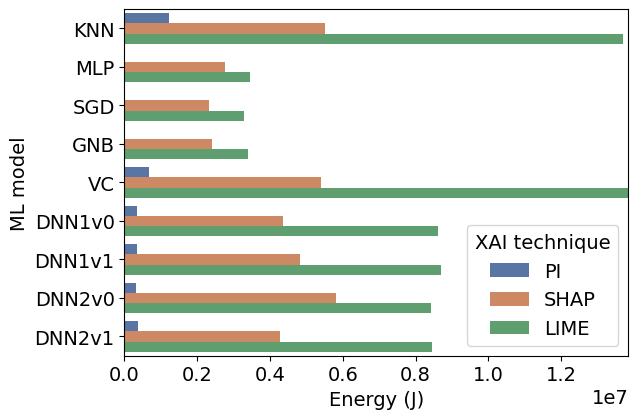 ML model
KNN
MLP
SGD
GNB
VC
DNN1v0
DNN1v1
DNN2v0
DNN2v1
XAI technique
PI
SHAP
LIME
0.0 0.2 0.4 0.6 0.8 1.0 1.2
1e7
Energy (J)